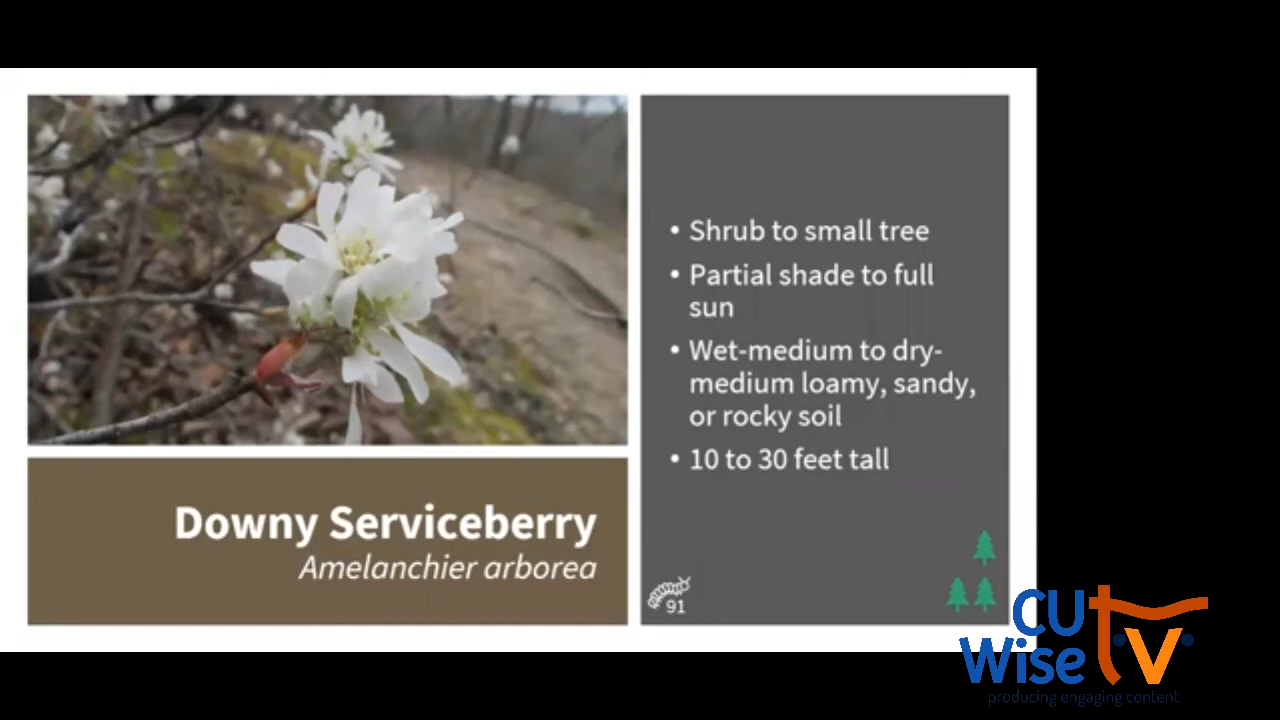 Downy Serviceberry
Amelanchier arborea
• Shrub to small tree
• Partial shade to full
sun
• Wet-medium to dry-
medium loamy, sandy,
or rocky soil
• 10 to 30 feet tall
91
CU
Wise tv
producing engaging content